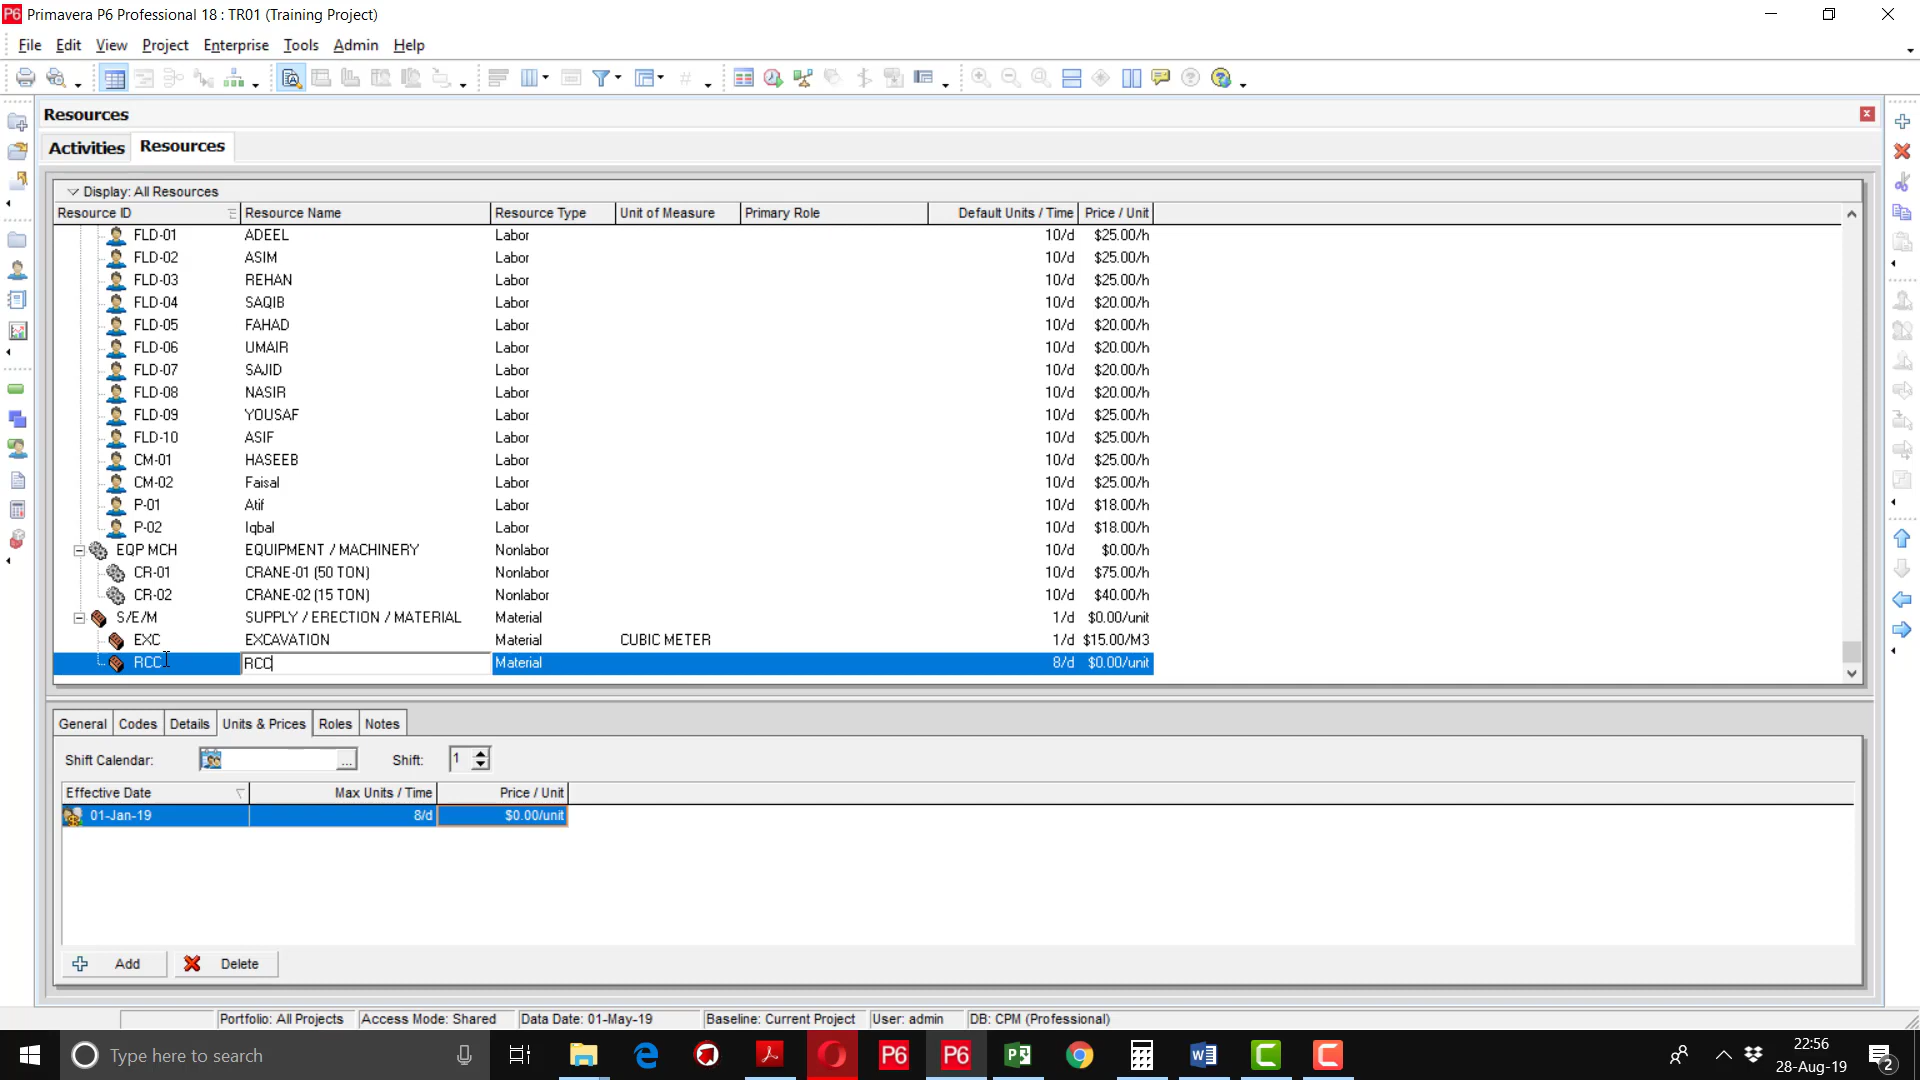 P6 Primavera P6 Professional 18 : TR01 (Training Project)
File Edit View Project Enterprise Tools Admin Help
Resources
Activities Resources
Display: All Resources
Resource ID Resource Name Resource Type Unit of Measure Primary Role Default Units / Time Price / Unit
FLD-01 ADEEL Labor 10/d $25.00/h
FLD-02 ASIM Labor 10/d $25.00/h
FLD-03 REHAN Labor 10/d $25.00/h
FLD-04 SAQIB Labor 10/d $20.00/h
FLD-05 FAHAD Labor 10/d $20.00/h
FLD-06 UMAIR Labor 10/d $20.00/h
FLD-07 SAJID Labor 10/d $20.00/h
FLD-08 NASIR Labor 10/d $20.00/h
FLD-09 YOUSAF Labor 10/d $25.00/h
FLD-10 ASIF Labor 10/d $25.00/h
CM-01 HASEEB Labor 10/d $25.00/h
CM-02 Faisal Labor 10/d $25.00/h
P-01 Atif Labor 10/d $18.00/h
P-02 Iqbal Labor 10/d $18.00/h
EQP MCH EQUIPMENT / MACHINERY Nonlabor 10/d $0.00/h
CR-01 CRANE-01 (50 TON) Nonlabor 10/d $75.00/h
CR-02 CRANE-02 (15 TON) Nonlabor 10/d $40.00/h
S/E/M SUPPLY / ERECTION / MATERIAL Material 1/d $0.00/unit
EXC EXCAVATION Material CUBIC METER 1/d $15.00/M3
RCC RCC Material 8/d $0.00/unit
General Codes Details Units & Prices Roles Notes
Shift Calendar: ... Shift: 1
Effective Date Max Units / Time Price / Unit
01-Jan-19 8/d $0.00/unit
Add Delete
Portfolio: All Projects Access Mode: Shared Data Date: 01-May-19 Baseline: Current Project User: admin DB: CPM (Professional)
Type here to search P6 P6 22:56
28-Aug-19 2